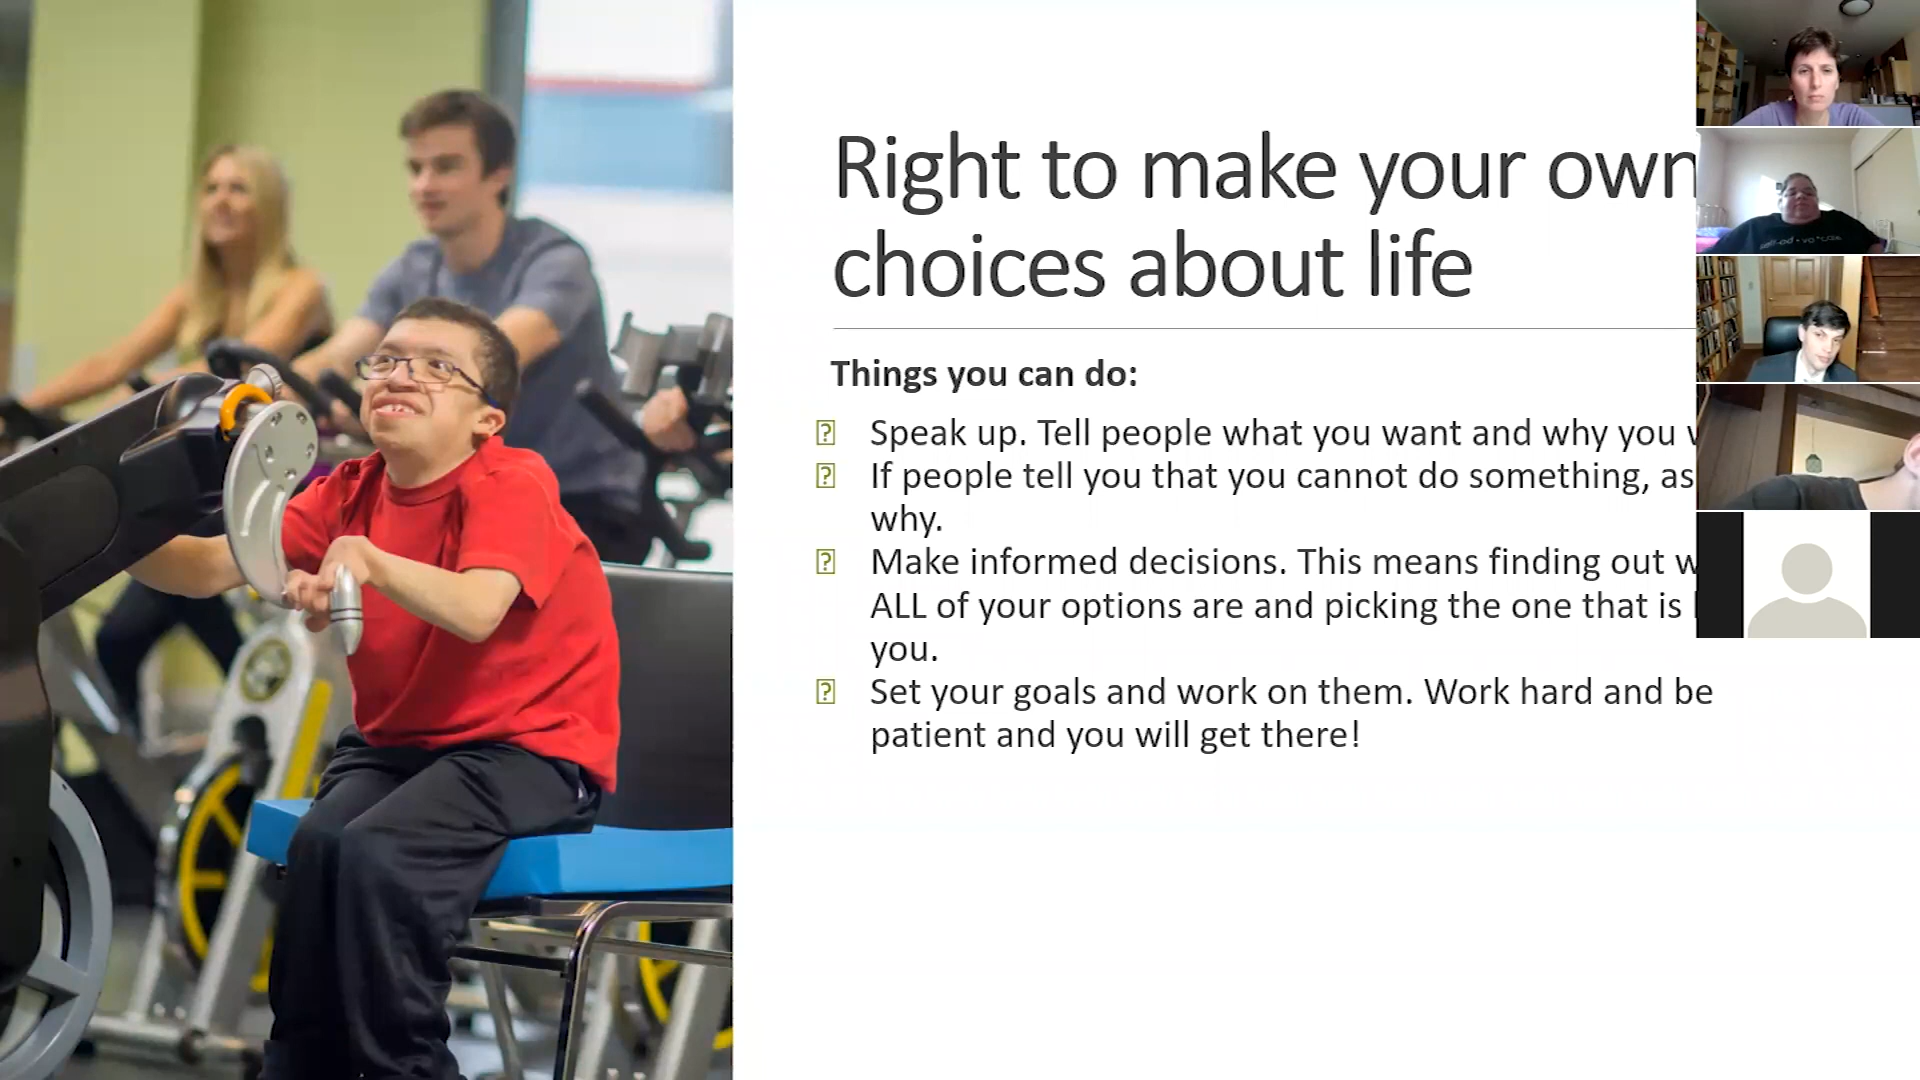 Right to make your own
choices about life
Things you can do:
Speak up. Tell people what you want and why you
If people tell you that you cannot do something,
why.
Make informed decisions. This means finding out
ALL of your options are and picking the one that is
you.
Set your goals and work on them. Work hard and be
patient and you will get there!